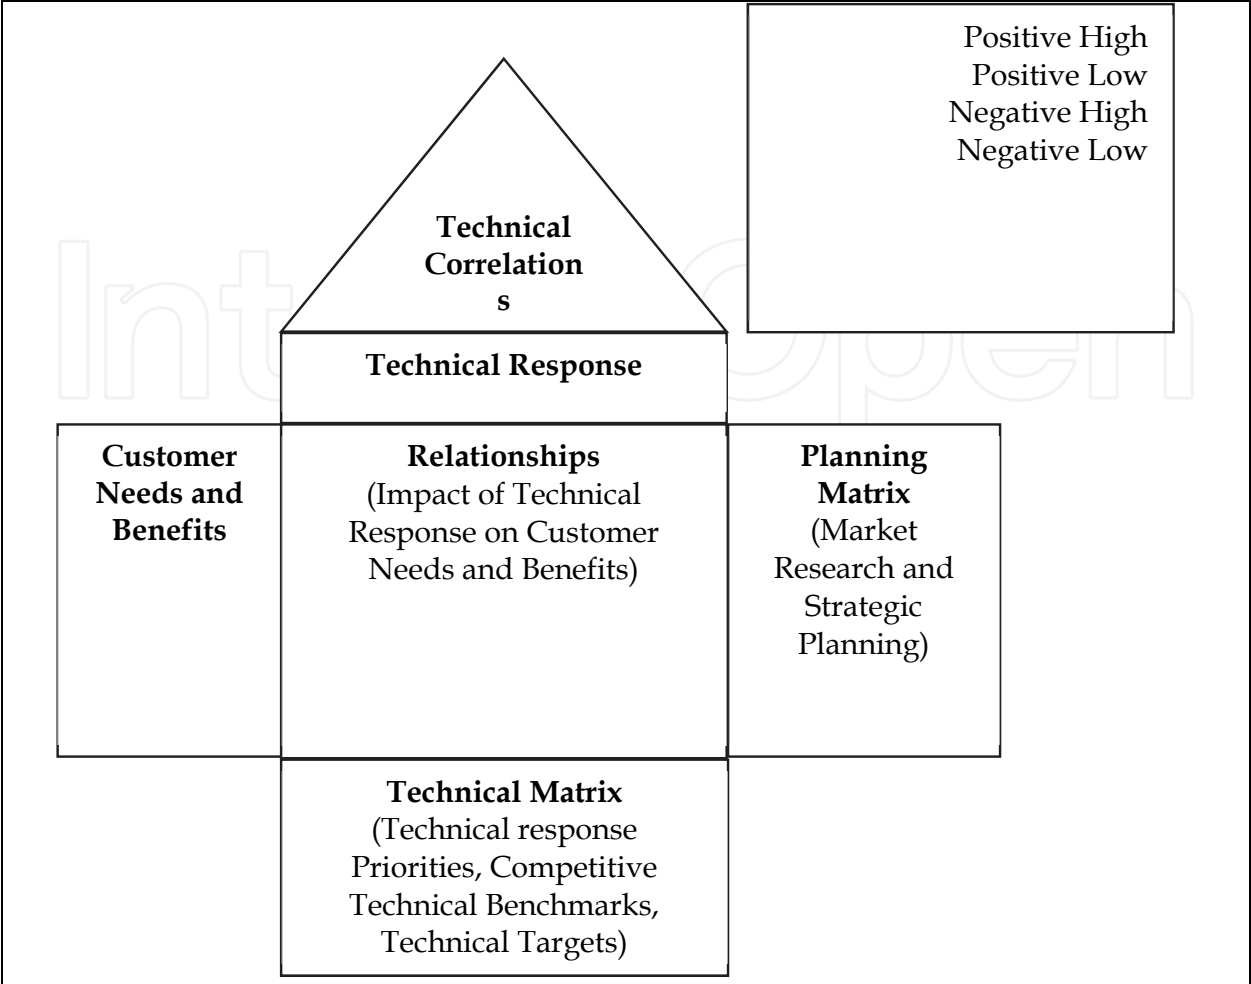 Positive High
Positive Low
Negative High
Negative Low
Technical
Correlation
s
Technical Response
Customer
Needs and
Benefits
Relationships
(Impact of Technical
Response on Customer
Needs and Benefits)
Planning
Matrix
(Market
Research and
Strategic
Planning)
Technical Matrix
(Technical response
Priorities, Competitive
Technical Benchmarks,
Technical Targets)